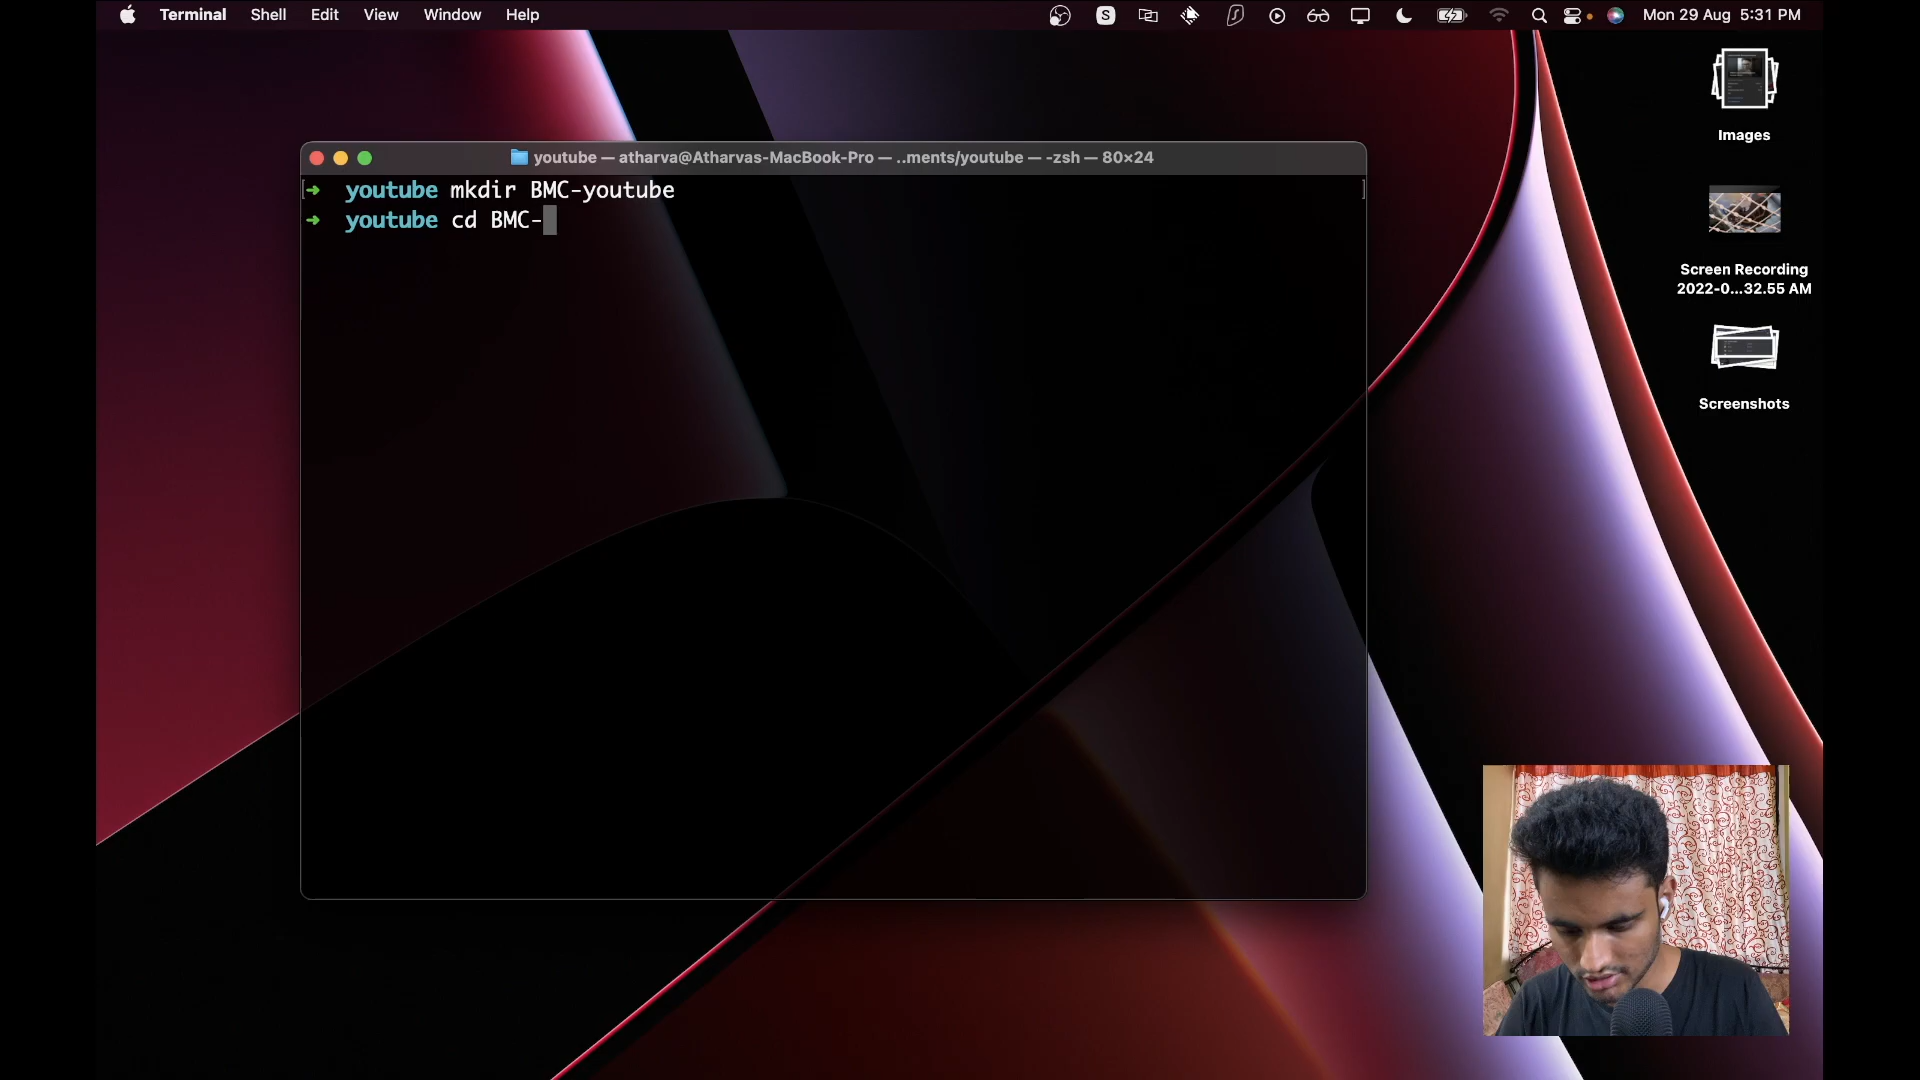 Terminal Shell Edit View Window Help S Mon 29 Aug 5:31 PM
Images
Screen Recording
2022-0...32.55 AM
Screenshots
youtube — atharva@Atharvas-MacBook-Pro — ..ments/youtube — -zsh — 80×24
➜ youtube mkdir BMC-youtube
➜ youtube cd BMC-